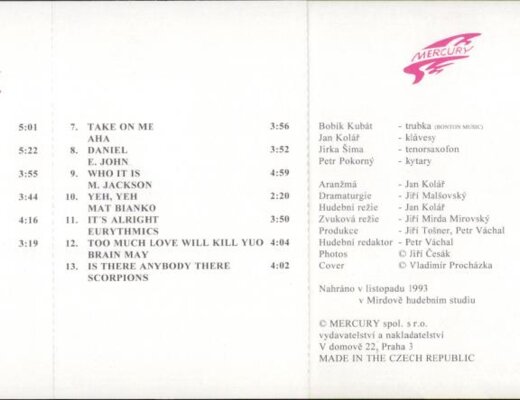 MERCURY
5:01
5:22
3:55
3:44
4:16
3:19
7. TAKE ON ME 3:56
AHA
8. DANIEL 3:52
E. JOHN
9. WHO IT IS 4:59
M. JACKSON
10. YEH, YEH 2:20
MAT BIANKO
11. IT'S ALRIGHT 3:50
EURYTHMICS
12. TOO MUCH LOVE WILL KILL YUO 4:04
BRAIN MAY
13. IS THERE ANYBODY THERE 4:02
SCORPIONS
Bobik Kubát - trubka (BONTON MUSIC)
Jan Kolář - klávesy
Jirka Šíma - tenorsaxofon
Petr Pokorný - kytary
Aranžmá - Jan Kolář
Dramaturgie - Jiří Malšovský
Hudební režie - Jan Kolář
Zvuková režie - Jiří Mirda Mirovský
Produkce - Jiří Tošner, Petr Váchal
Hudební redaktor - Petr Váchal
Photos © Jiří Česák
Cover © Vladimír Procházka
Nahráno v listopadu 1993
v Mirdově hudebním studiu
© MERCURY spol. s r.o.
vydavatelství a nakladatelství
V domově 22, Praha 3
MADE IN THE CZECH REPUBLIC